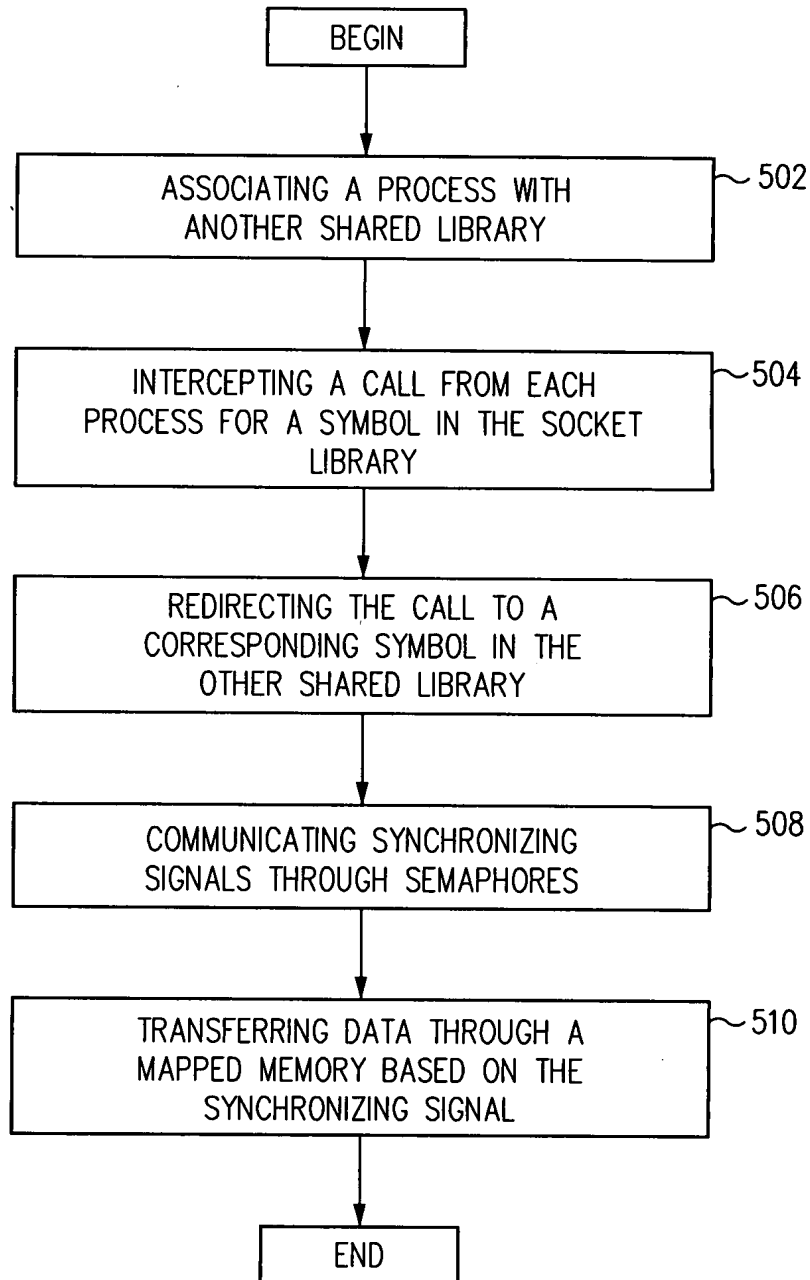 BEGIN
ASSOCIATING A PROCESS WITH
ANOTHER SHARED LIBRARY
502
INTERCEPTING A CALL FROM EACH
PROCESS FOR A SYMBOL IN THE SOCKET
LIBRARY
504
REDIRECTING THE CALL TO A
CORRESPONDING SYMBOL IN THE
OTHER SHARED LIBRARY
506
COMMUNICATING SYNCHRONIZING
SIGNALS THROUGH SEMAPHORES
508
TRANSFERRING DATA THROUGH A
MAPPED MEMORY BASED ON THE
SYNCHRONIZING SIGNAL
510
END